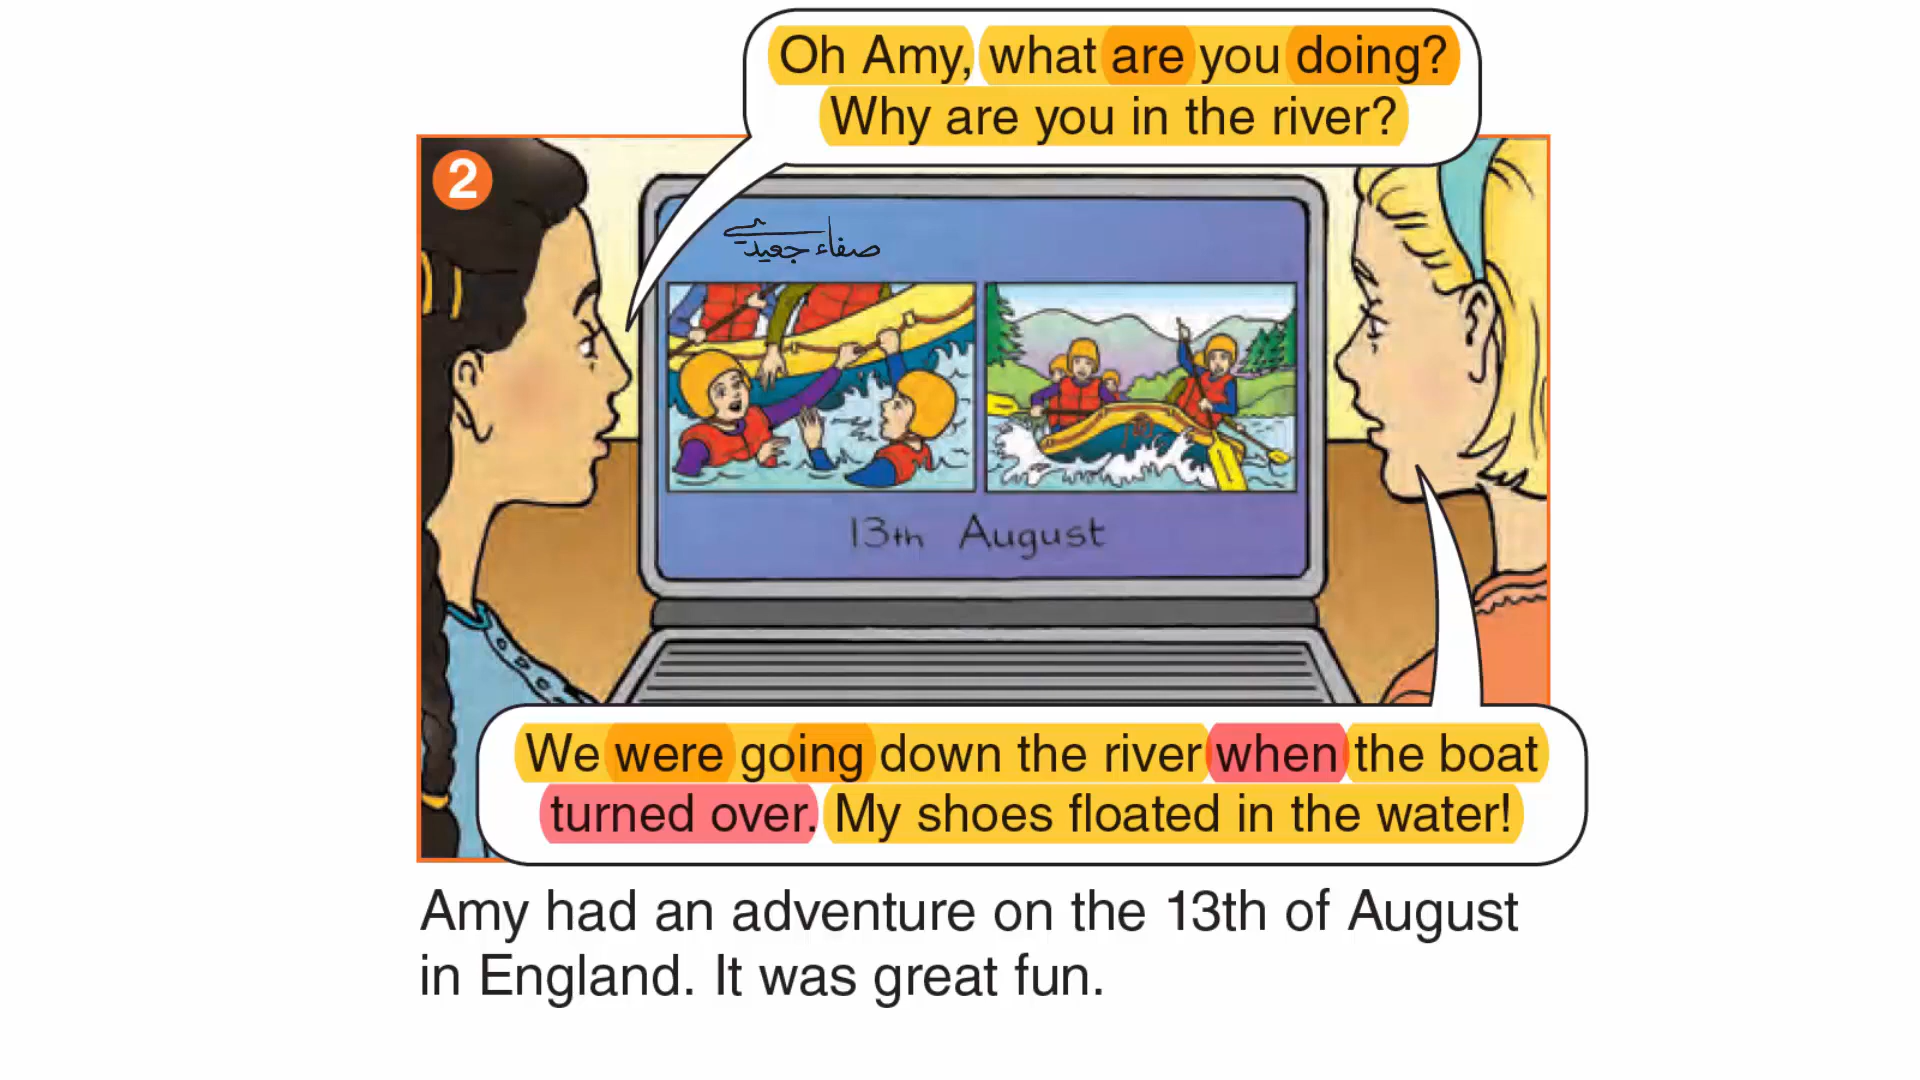 Oh Amy, what are you doing?
Why are you in the river?
2
صفاء جعيدي
13th August
We were going down the river when the boat
turned over. My shoes floated in the water!
Amy had an adventure on the 13th of August
in England. It was great fun.